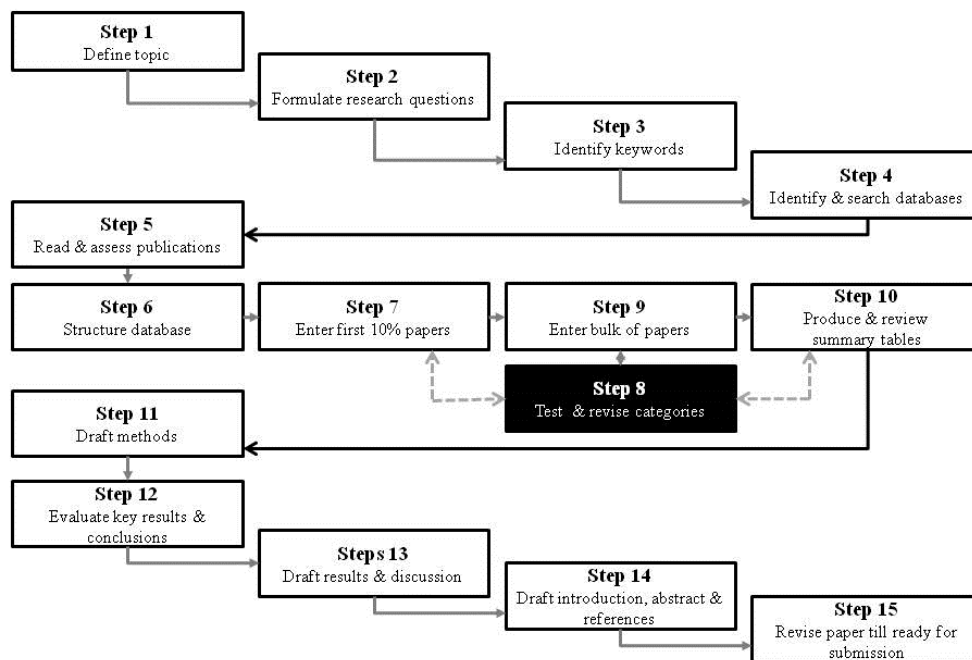 Step 1
Define topic
Step 2
Formulate research questions
Step 3
Identify keywords
Step 4
Identify & search databases
Step 5
Read & assess publications
Step 6
Structure database
Step 7
Enter first 10% papers
Step 9
Enter bulk of papers
Step 10
Produce & review
summary tables
Step 8
Test & revise categories
Step 11
Draft methods
Step 12
Evaluate key results &
conclusions
Steps 13
Draft results & discussion
Step 14
Draft introduction, abstract &
references
Step 15
Revise paper till ready for
submission